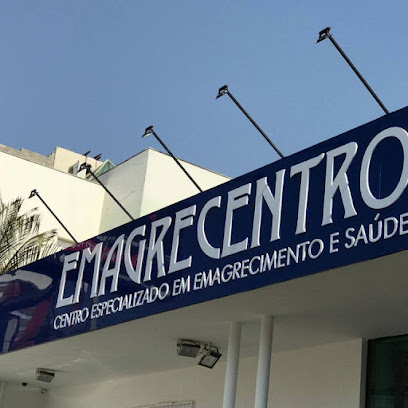 EMAGRECENTRO
CENTRO ESPECIALIZADO EM EMAGRECIMENTO E SAÚDE